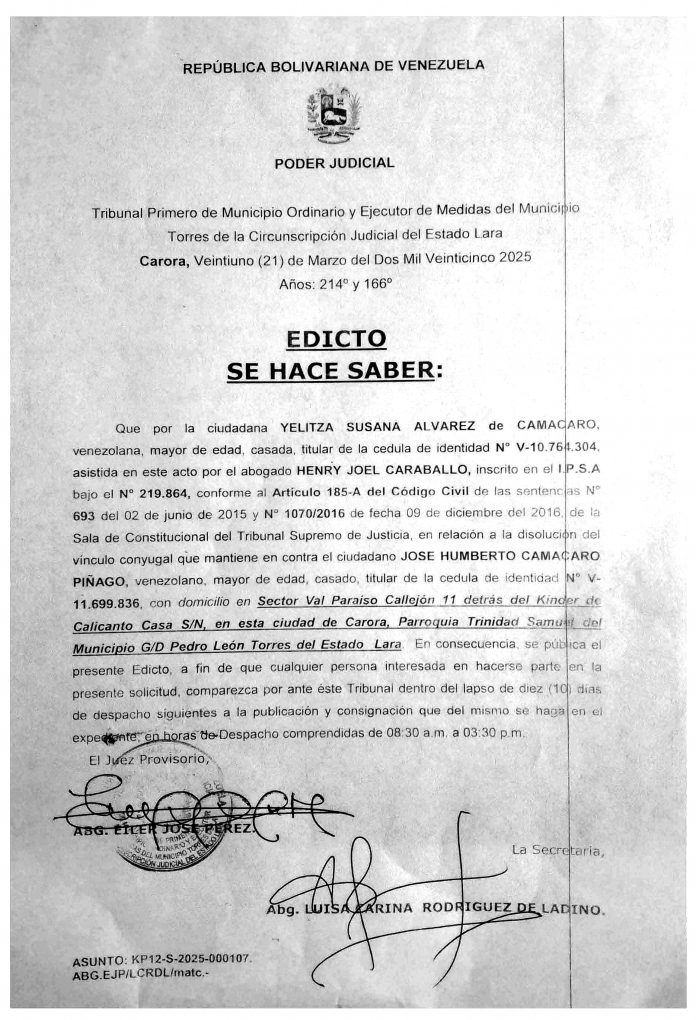 REPÚBLICA BOLIVARIANA DE VENEZUELA
PODER JUDICIAL
Tribunal Primero de Municipio Ordinario y Ejecutor de Medidas del Municipio
Torres de la Circunscripción Judicial del Estado Lara
Carora, Veintiuno (21) de Marzo del Dos Mil Veinticinco 2025
Años: 214º y 166º
EDICTO
SE HACE SABER:
Que por la ciudadana YELITZA SUSANA ALVAREZ de CAMACARO,
venezolana, mayor de edad, casada, titular de la cedula de identidad N° V-10.764.304,
asistida en este acto por el abogado HENRY JOEL CARABALLO, inscrito en el I.P.S.A
bajo el N° 219.864, conforme al Artículo 185-A del Código Civil de las sentencias N°
693 del 02 de junio de 2015 y N° 1070/2016 de fecha 09 de diciembre del 2016, de la
Sala de Constitucional del Tribunal Supremo de Justicia, en relación a la disolución del
vínculo conyugal que mantiene en contra el ciudadano JOSE HUMBERTO CAMACARO
PIÑAGO, venezolano, mayor de edad, casado, titular de la cedula de identidad N° V-
11.699.836, con domicilio en Sector Val Paraíso Callejón 11 detrás del Kinder de
Calicanto Casa S/N, en esta ciudad de Carora, Parroquia Trinidad Samuel del
Municipio G/D Pedro León Torres del Estado Lara. En consecuencia, se pública el
presente Edicto, a fin de que cualquier persona interesada en hacerse parte en la
presente solicitud, comparezca por ante éste Tribunal dentro del lapso de diez (10) días
de despacho siguientes a la publicación y consignación que del mismo se haga en el
expediente, en horas de Despacho comprendidas de 08:30 a.m. a 03:30 p.m.
El Juez Provisorio,
ABG. EILER JOSE PEREZ.
La Secretaria,
Abg. LUISA CARINA RODRIGUEZ DE LADINO.
ASUNTO: KP12-S-2025-000107.
ABG.EJP/LCRDL/matc.-